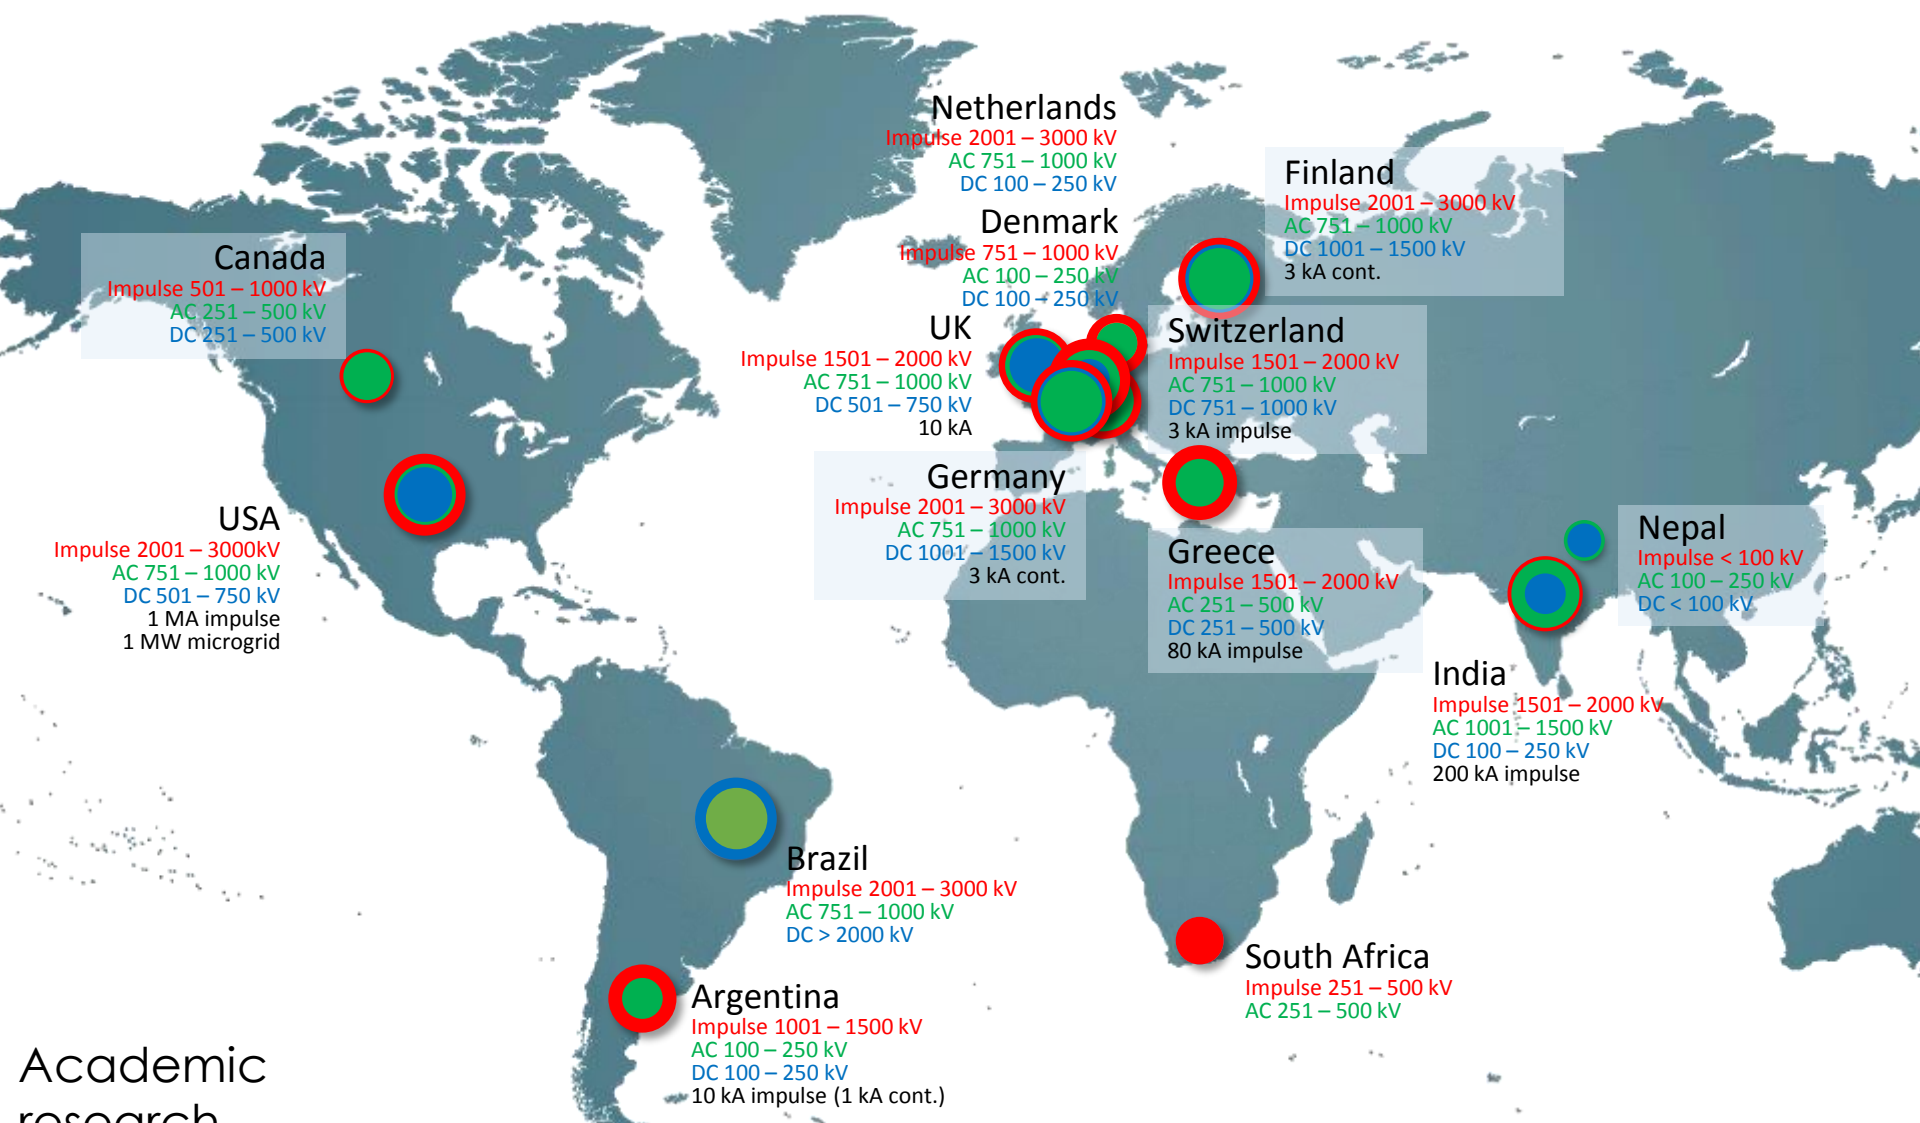 Netherlands
Impulse 2001 – 3000 kV
AC 751 – 1000 kV
DC 100 – 250 kV
Finland
Impulse 2001 – 3000 kV
AC 751 – 1000 kV
DC 1001 – 1500 kV
3 kA cont.
Denmark
Impulse 751 – 1000 kV
AC 100 – 250 kV
DC 100 – 250 kV
Canada
Impulse 501 – 1000 kV
AC 251 – 500 kV
DC 251 – 500 kV
UK
Impulse 1501 – 2000 kV
AC 751 – 1000 kV
DC 501 – 750 kV
10 kA
Switzerland
Impulse 1501 – 2000 kV
AC 751 – 1000 kV
DC 751 – 1000 kV
3 kA impulse
Germany
Impulse 2001 – 3000 kV
AC 751 – 1000 kV
DC 1001 – 1500 kV
3 kA cont.
USA
Impulse 2001 – 3000kV
AC 751 – 1000 kV
DC 501 – 750 kV
1 MA impulse
1 MW microgrid
Greece
Impulse 1501 – 2000 kV
AC 251 – 500 kV
DC 251 – 500 kV
80 kA impulse
Nepal
Impulse < 100 kV
AC 100 – 250 kV
DC < 100 kV
India
Impulse 1501 – 2000 kV
AC 1001 – 1500 kV
DC 100 – 250 kV
200 kA impulse
Brazil
Impulse 2001 – 3000 kV
AC 751 – 1000 kV
DC > 2000 kV
South Africa
Impulse 251 – 500 kV
AC 251 – 500 kV
Argentina
Impulse 1001 – 1500 kV
AC 100 – 250 kV
DC 100 – 250 kV
10 kA impulse (1 kA cont.)
Academic
research